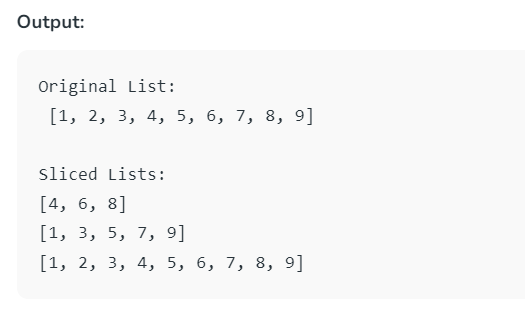 Output:
Original List:
[1, 2, 3, 4, 5, 6, 7, 8, 9]
Sliced Lists:
[4, 6, 8]
[1, 3, 5, 7, 9]
[1, 2, 3, 4, 5, 6, 7, 8, 9]